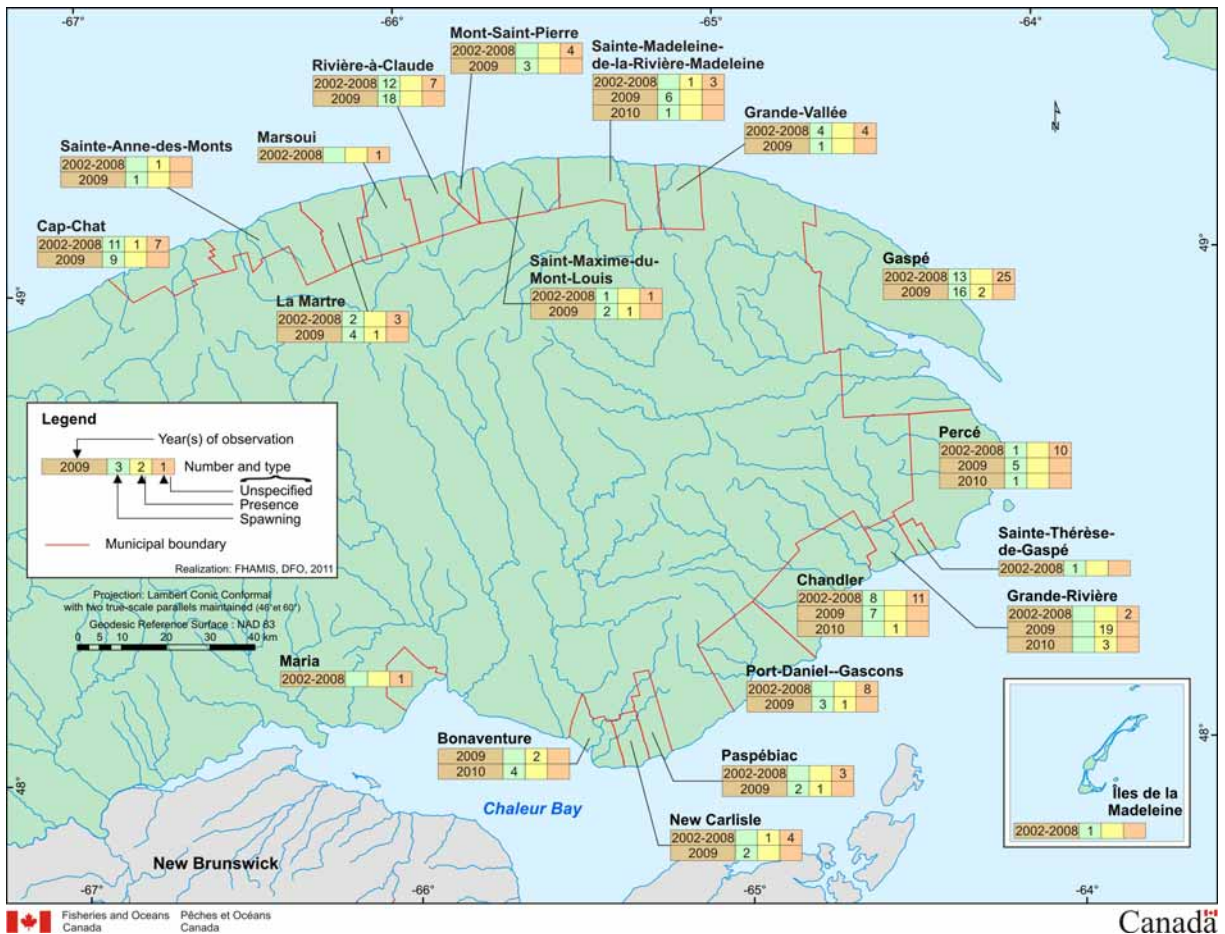 -67°
-66°
-65°
-64°
Mont-Saint-Pierre
2002-2008 4
2009 3
Sainte-Madeleine-
de-la-Rivière-Madeleine
2002-2008 1 3
2009 6
2010 1
Rivière-à-Claude
2002-2008 12 7
2009 18
Grande-Vallée
2002-2008 4 4
2009 1
Marsoui
2002-2008 1
Sainte-Anne-des-Monts
2002-2008 1
2009 1
N
Cap-Chat
2002-2008 11 1 7
2009 9
49°
49°
Saint-Maxime-du-
Mont-Louis
2002-2008 1 1
2009 2 1
Gaspé
2002-2008 13 25
2009 16 2
La Martre
2002-2008 2 3
2009 4 1
Legend
Year(s) of observation
2009 3 2 1 Number and type
Unspecified
Presence
Spawning
Municipal boundary
Realization: FHAMIS, DFO, 2011
Projection: Lambert Conic Conformal
with two true-scale parallels maintained (46° et 60°)
Geodesic Reference Surface : NAD 83
0 5 10 20 30 40 km
Percé
2002-2008 1 10
2009 5
2010 1
Sainte-Thérèse-
de-Gaspé
2002-2008 1
Chandler
2002-2008 8 11
2009 7
2010 1
Grande-Rivière
2002-2008 2
2009 19
2010 3
Maria
2002-2008 1
Port-Daniel--Gascons
2002-2008 8
2009 3 1
Bonaventure
2009 2
2010 4
Paspébiac
2002-2008 3
2009 2 1
48°
48°
Chaleur Bay
New Carlisle
2002-2008 1 4
2009 2
Îles de la
Madeleine
2002-2008 1
New Brunswick
-67°
-66°
-65°
-64°
Fisheries and Oceans Pêches et Océans
Canada Canada
Canada